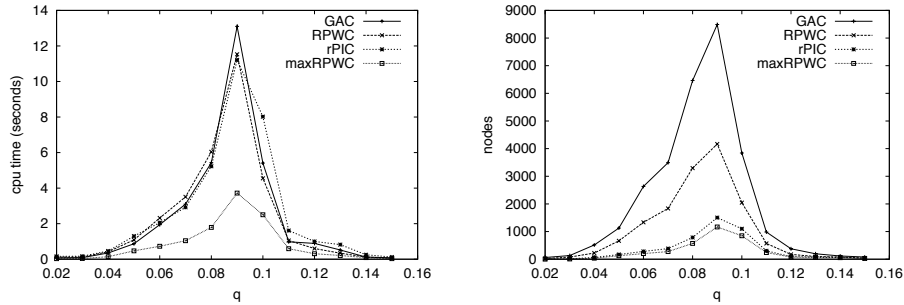 14
12
10
8
6
4
2
0
0.02
0.04
0.06
0.08
0.1
0.12
0.14
0.16
cpu time (seconds)
q
GAC
RPWC
rPIC
maxRPWC
9000
8000
7000
6000
5000
4000
3000
2000
1000
0
0.02
0.04
0.06
0.08
0.1
0.12
0.14
0.16
nodes
q
GAC
RPWC
rPIC
maxRPWC